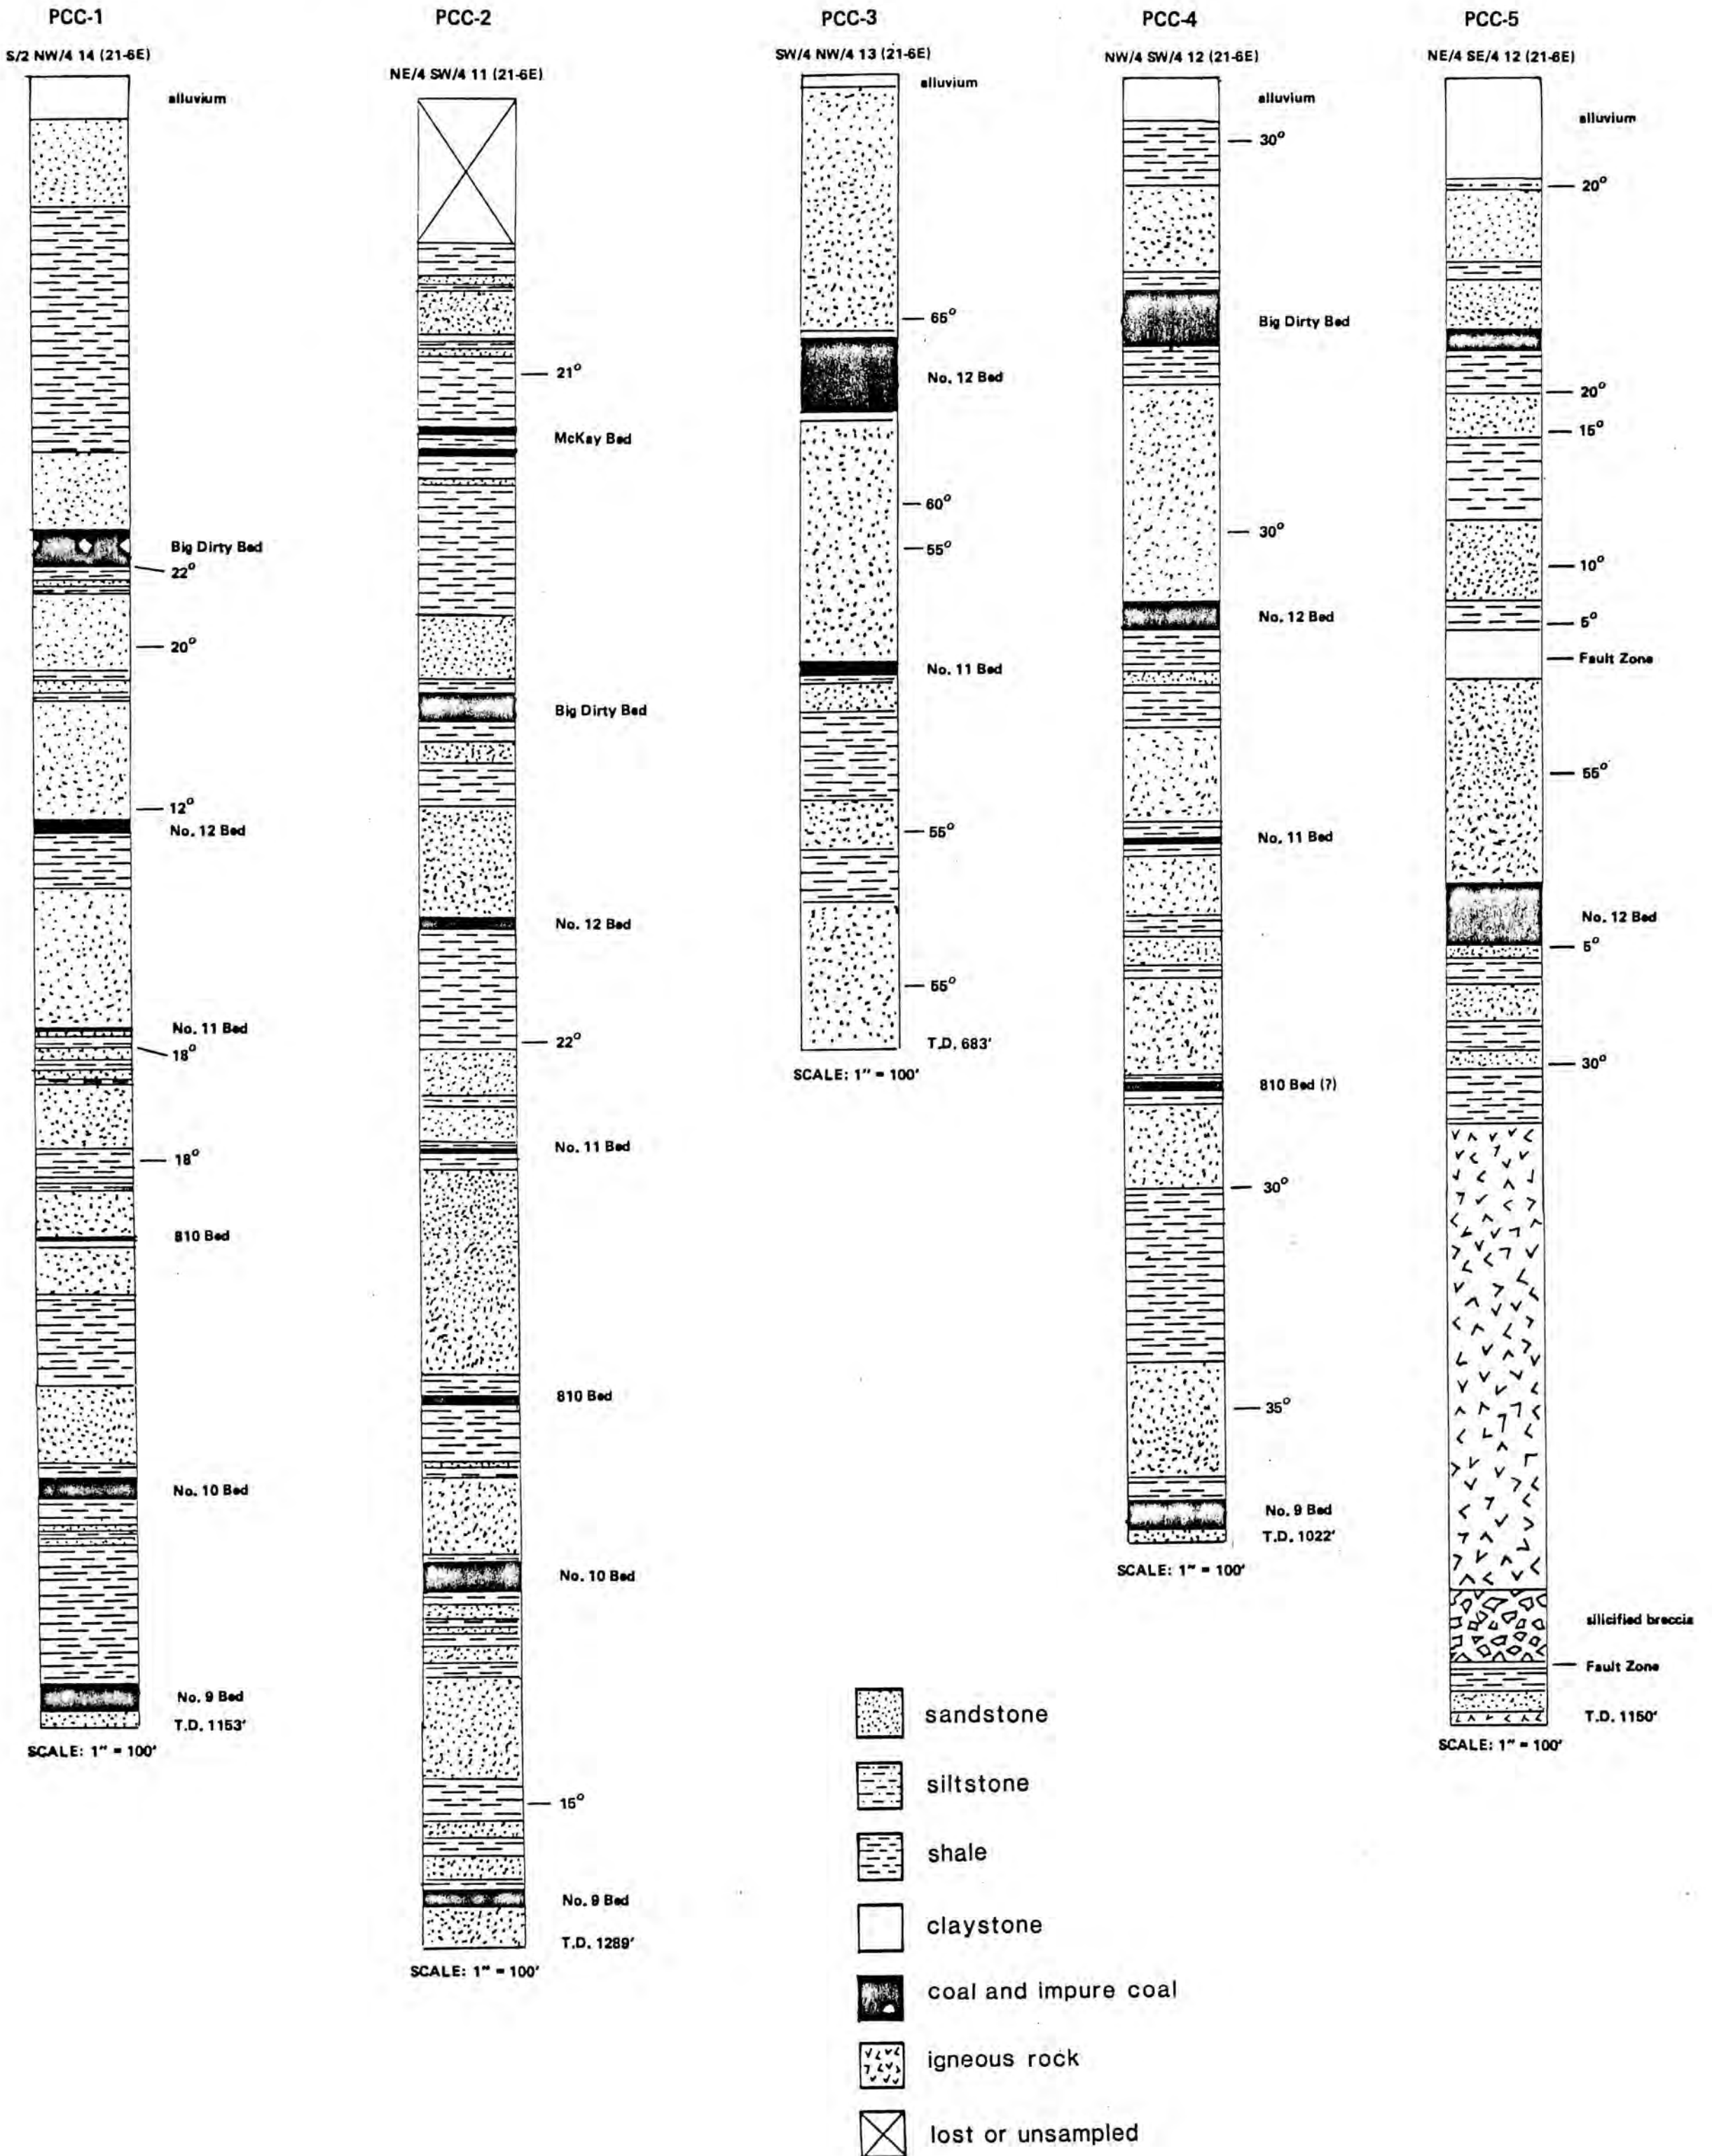 PCC-1
S/2 NW/4 14 (21-6E)
alluvium
Big Dirty Bed
22°
20°
12°
No. 12 Bed
No. 11 Bed
18°
18°
810 Bed
No. 10 Bed
No. 9 Bed
T.D. 1153'
SCALE: 1" = 100'
PCC-2
NE/4 SW/4 11 (21-6E)
21°
McKay Bed
Big Dirty Bed
No. 12 Bed
22°
No. 11 Bed
810 Bed
No. 10 Bed
15°
No. 9 Bed
T.D. 1289'
SCALE: 1" = 100'
PCC-3
SW/4 NW/4 13 (21-6E)
alluvium
65°
No. 12 Bed
60°
55°
No. 11 Bed
55°
55°
T.D. 683'
SCALE: 1" = 100'
PCC-4
NW/4 SW/4 12 (21-6E)
alluvium
30°
Big Dirty Bed
30°
No. 12 Bed
No. 11 Bed
810 Bed (?)
30°
35°
No. 9 Bed
T.D. 1022'
SCALE: 1" = 100'
PCC-5
NE/4 SE/4 12 (21-6E)
alluvium
20°
20°
15°
10°
5°
Fault Zone
55°
No. 12 Bed
5°
30°
silicified breccia
Fault Zone
T.D. 1150'
SCALE: 1" = 100'
sandstone
siltstone
shale
claystone
coal and impure coal
igneous rock
lost or unsampled